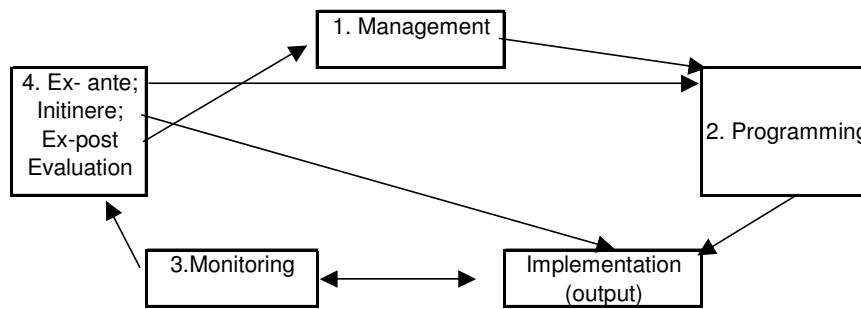 1. Management
4. Ex- ante;
Initinere;
Ex-post
Evaluation
2. Programming
3.Monitoring
Implementation
(output)